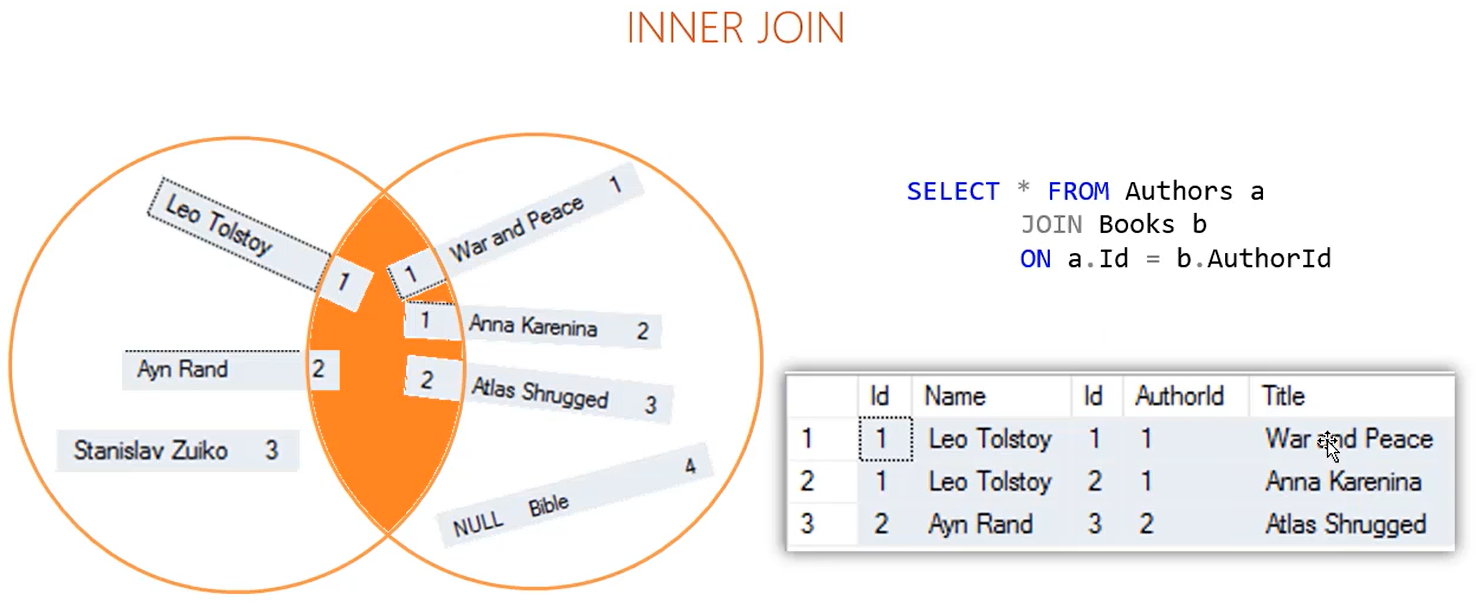 INNER JOIN
Leo Tolstoy 1
Ayn Rand 2
Stanislav Zuiko 3
1 War and Peace 1
1 Anna Karenina 2
2 Atlas Shrugged 3
NULL Bible 4
SELECT * FROM Authors a
JOIN Books b
ON a.Id = b.AuthorId
Id Name Id AuthorId Title
1 1 Leo Tolstoy 1 1 War and Peace
2 1 Leo Tolstoy 2 1 Anna Karenina
3 2 Ayn Rand 3 2 Atlas Shrugged